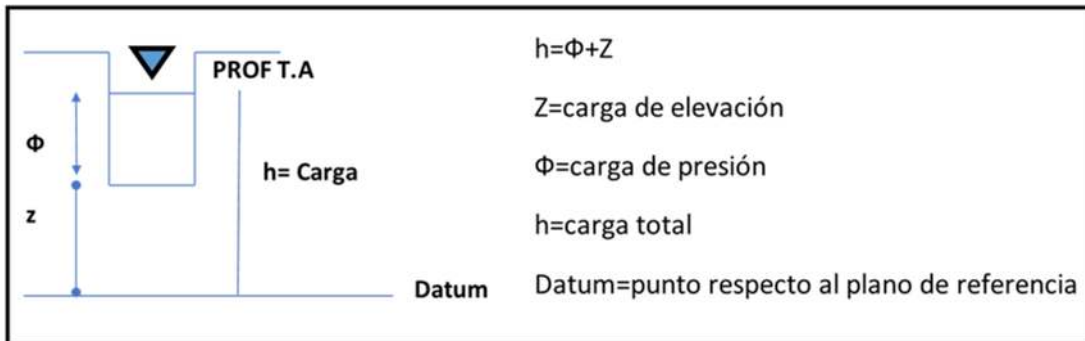 PROF T.A
Φ
h= Carga
z
Datum
h=Φ+Z
Z=carga de elevación
Φ=carga de presión
h=carga total
Datum=punto respecto al plano de referencia